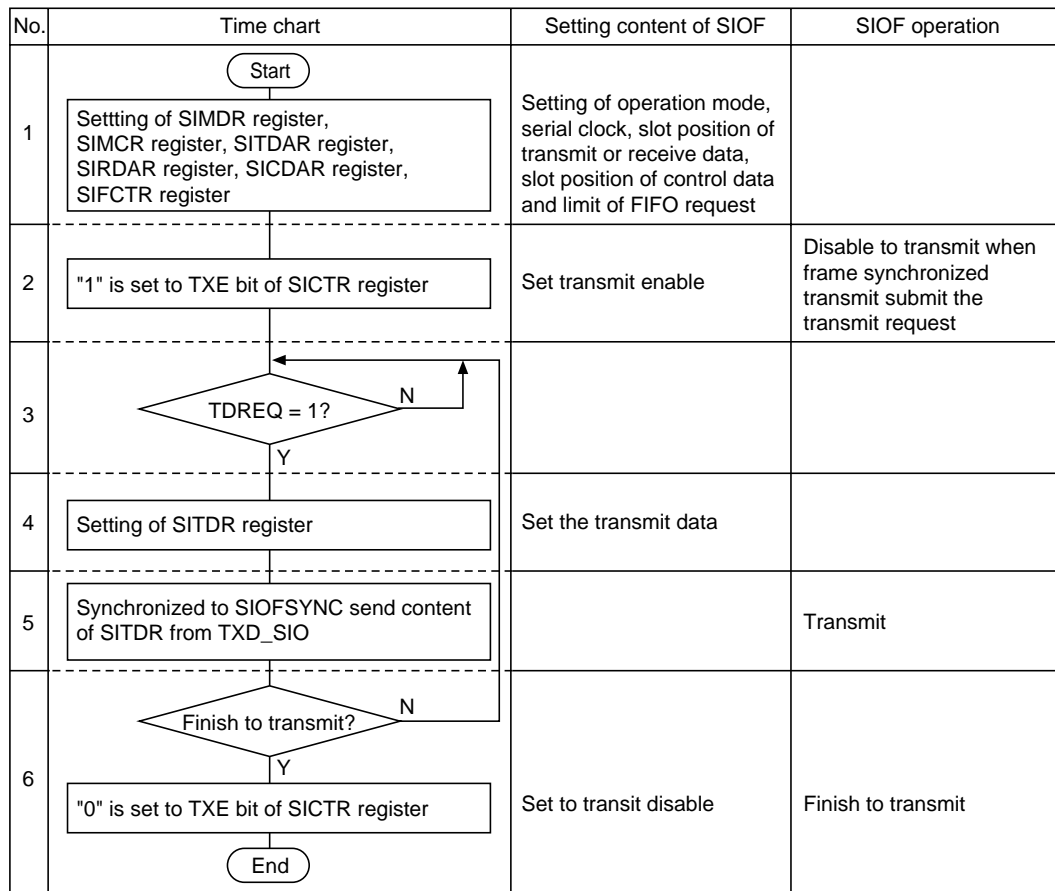 No.
Time chart
Setting content of SIOF
SIOF operation
1
Start
Settting of SIMDR register,
SIMCR register, SITDAR register,
SIRDAR register, SICDAR register,
SIFCTR register
Setting of operation mode,
serial clock, slot position of
transmit or receive data,
slot position of control data
and limit of FIFO request
2
"1" is set to TXE bit of SICTR register
Set transmit enable
Disable to transmit when
frame synchronized
transmit submit the
transmit request
3
TDREQ = 1?
N
Y
4
Setting of SITDR register
Set the transmit data
5
Synchronized to SIOFSYNC send content
of SITDR from TXD_SIO
Transmit
6
Finish to transmit?
N
Y
"0" is set to TXE bit of SICTR register
Set to transit disable
Finish to transmit
End